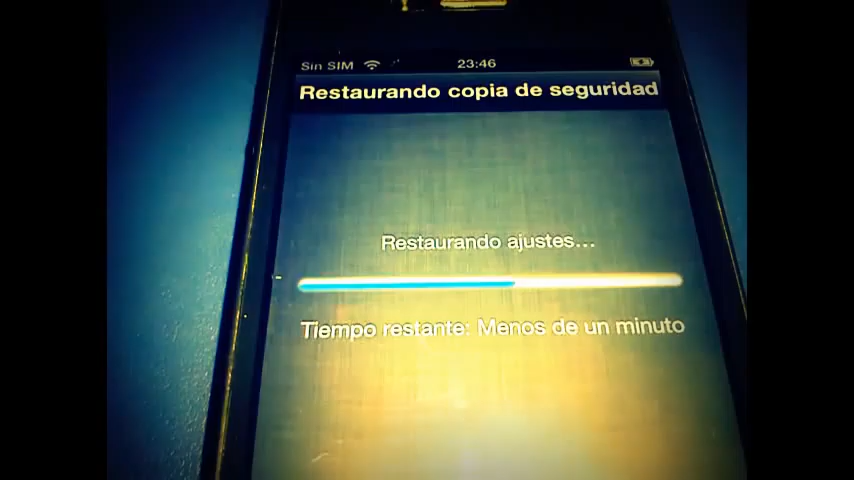 Sin SIM 23:46
Restaurando copia de seguridad
Restaurando ajustes...
Tiempo restante: Menos de un minuto